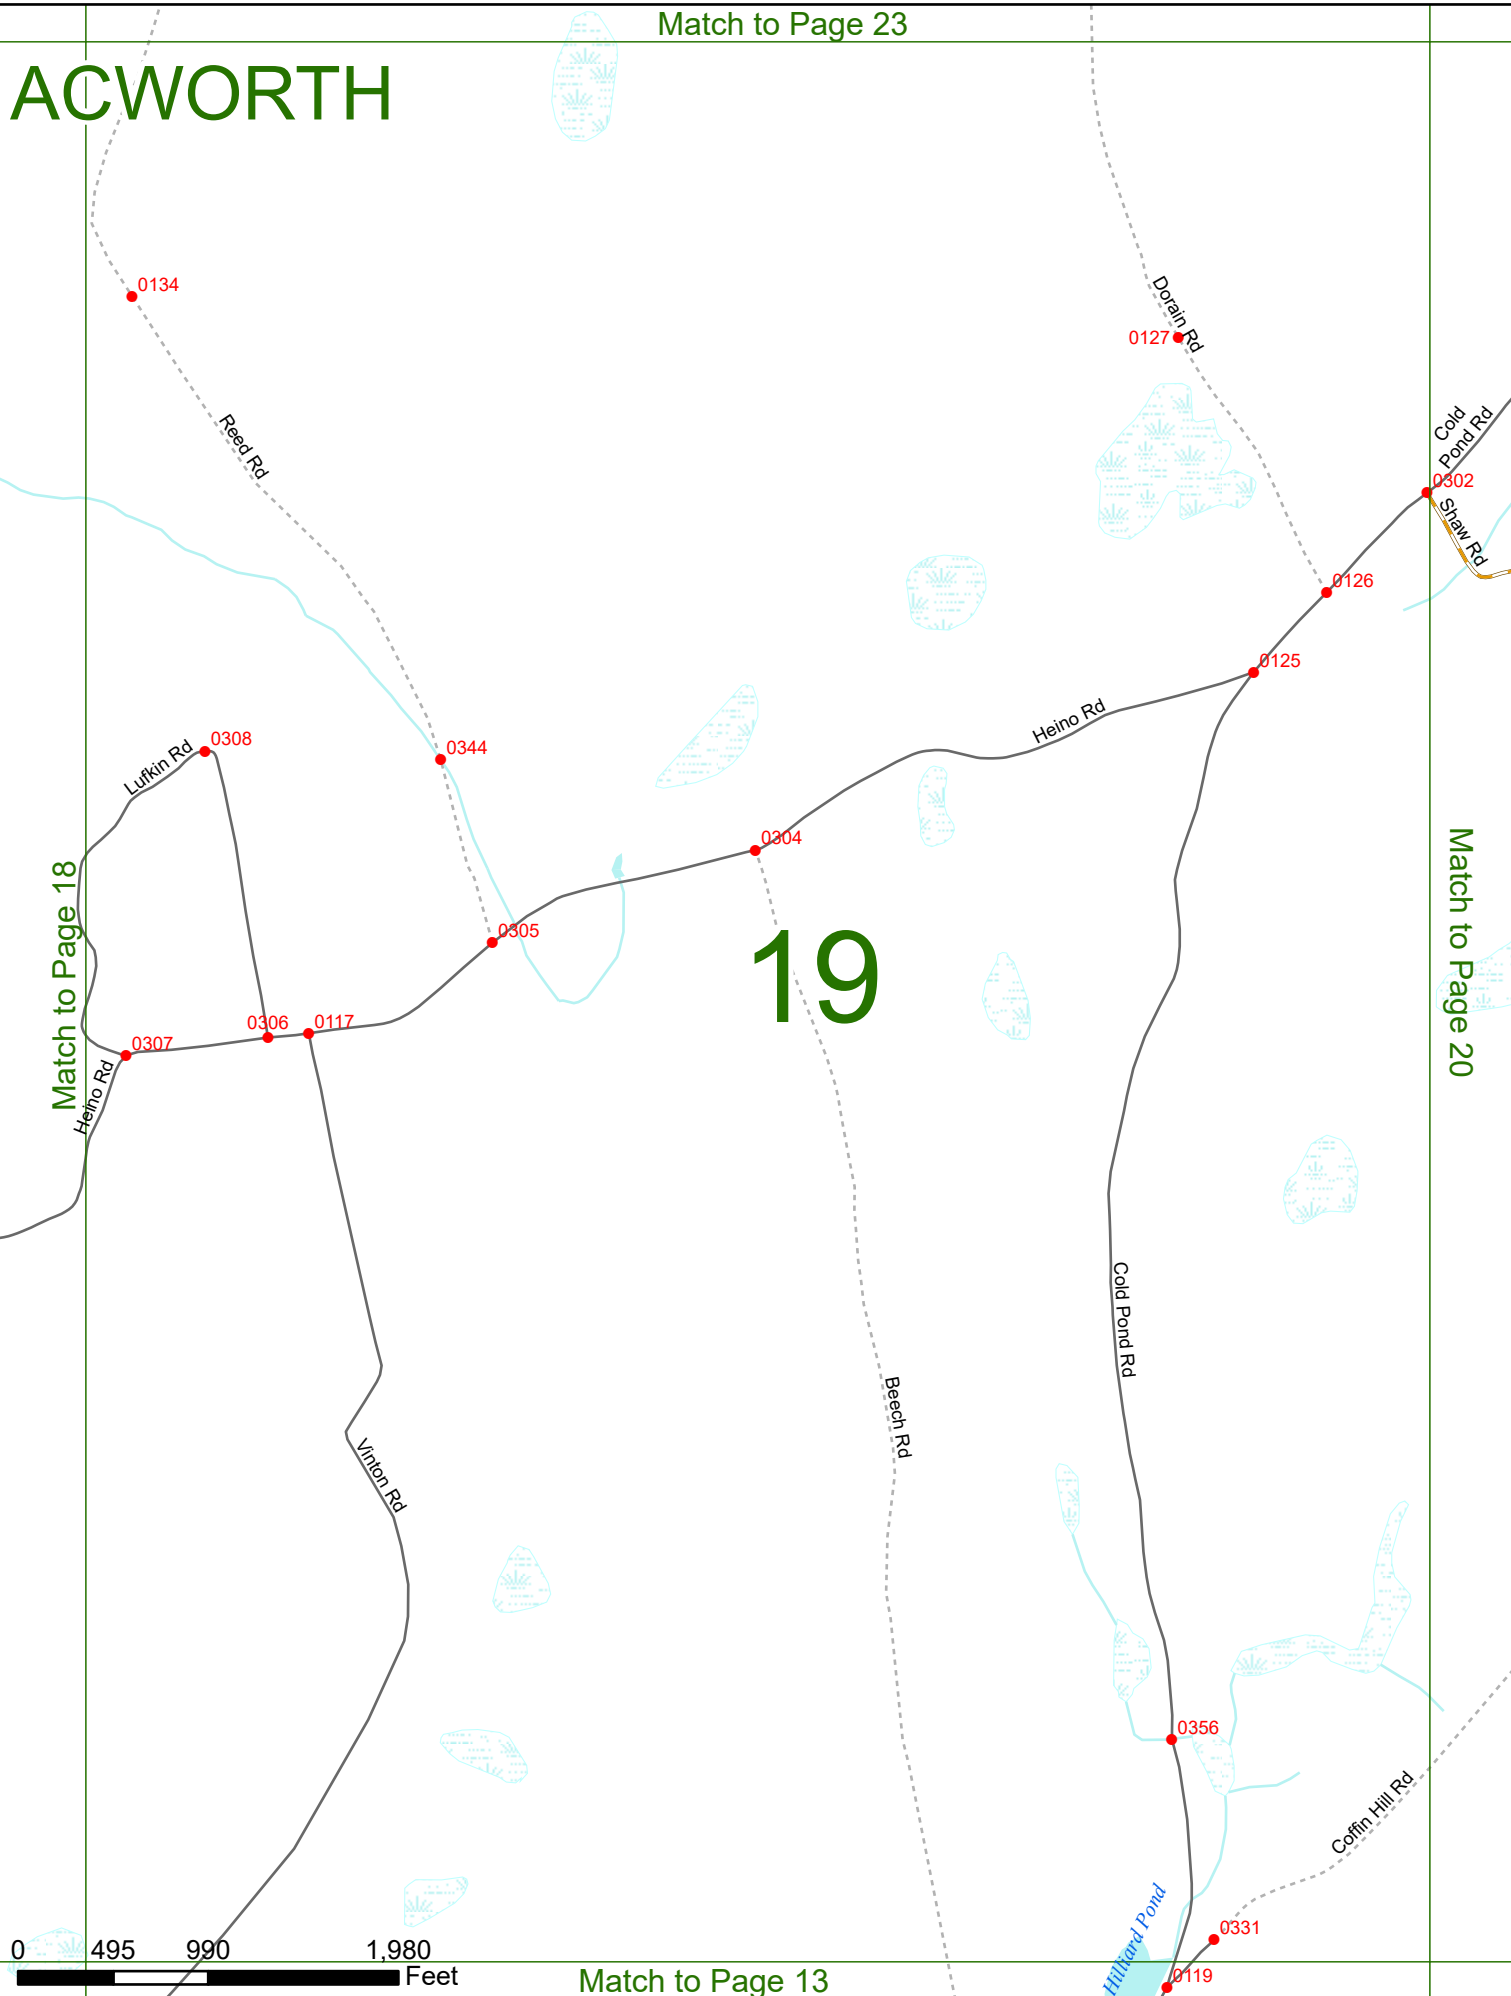 Match to Page 23
ACWORTH
0134
Dorain Rd
0127
Reed Rd
Cold
Pond Rd
0302
Shaw Rd
0126
0125
Heino Rd
0308
Lufkin Rd
0344
0304
Match to Page 18
Match to Page 20
0305
19
0306
0117
0307
Heino Rd
Cold Pond Rd
Beech Rd
Vinton Rd
0356
Coffin Hill Rd
Hilliard Pond
0331
0119
0 495 990 1,980
Feet
Match to Page 13